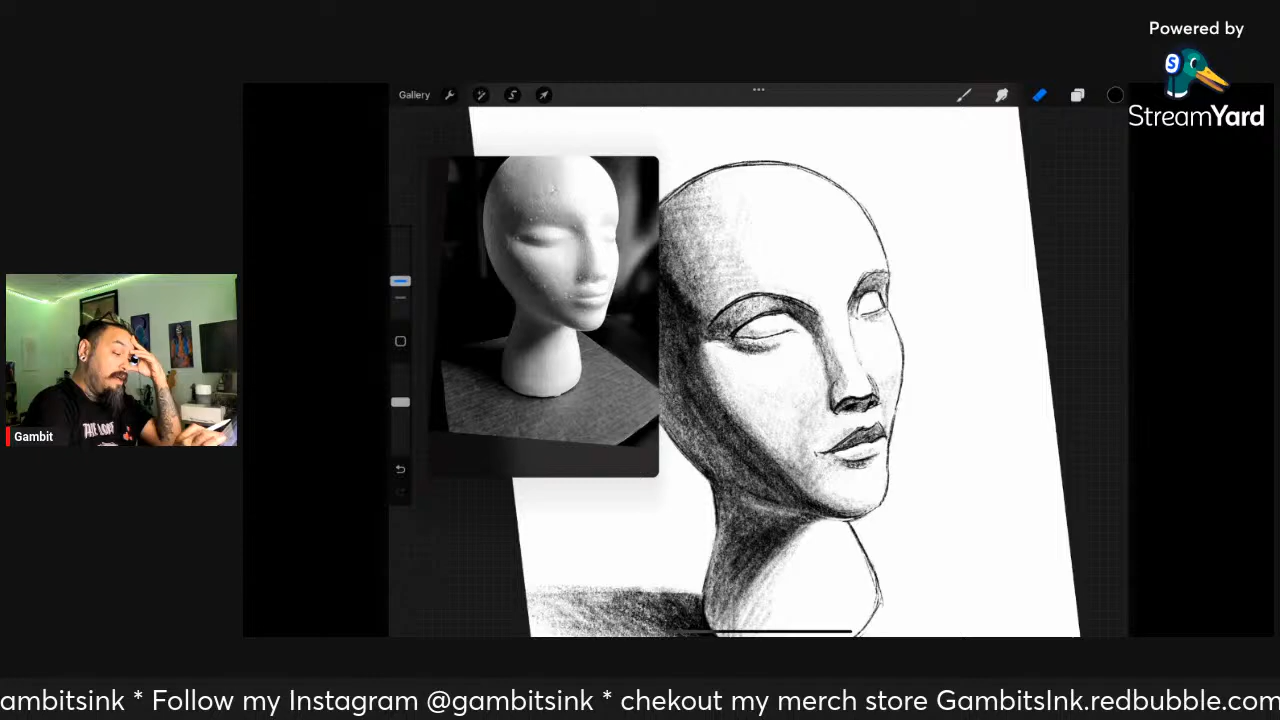 Powered by
StreamYard
Gallery
Gambit
ambitsink * Follow my Instagram @gambitsink * chekout my merch store GambitsInk.redbubble.com